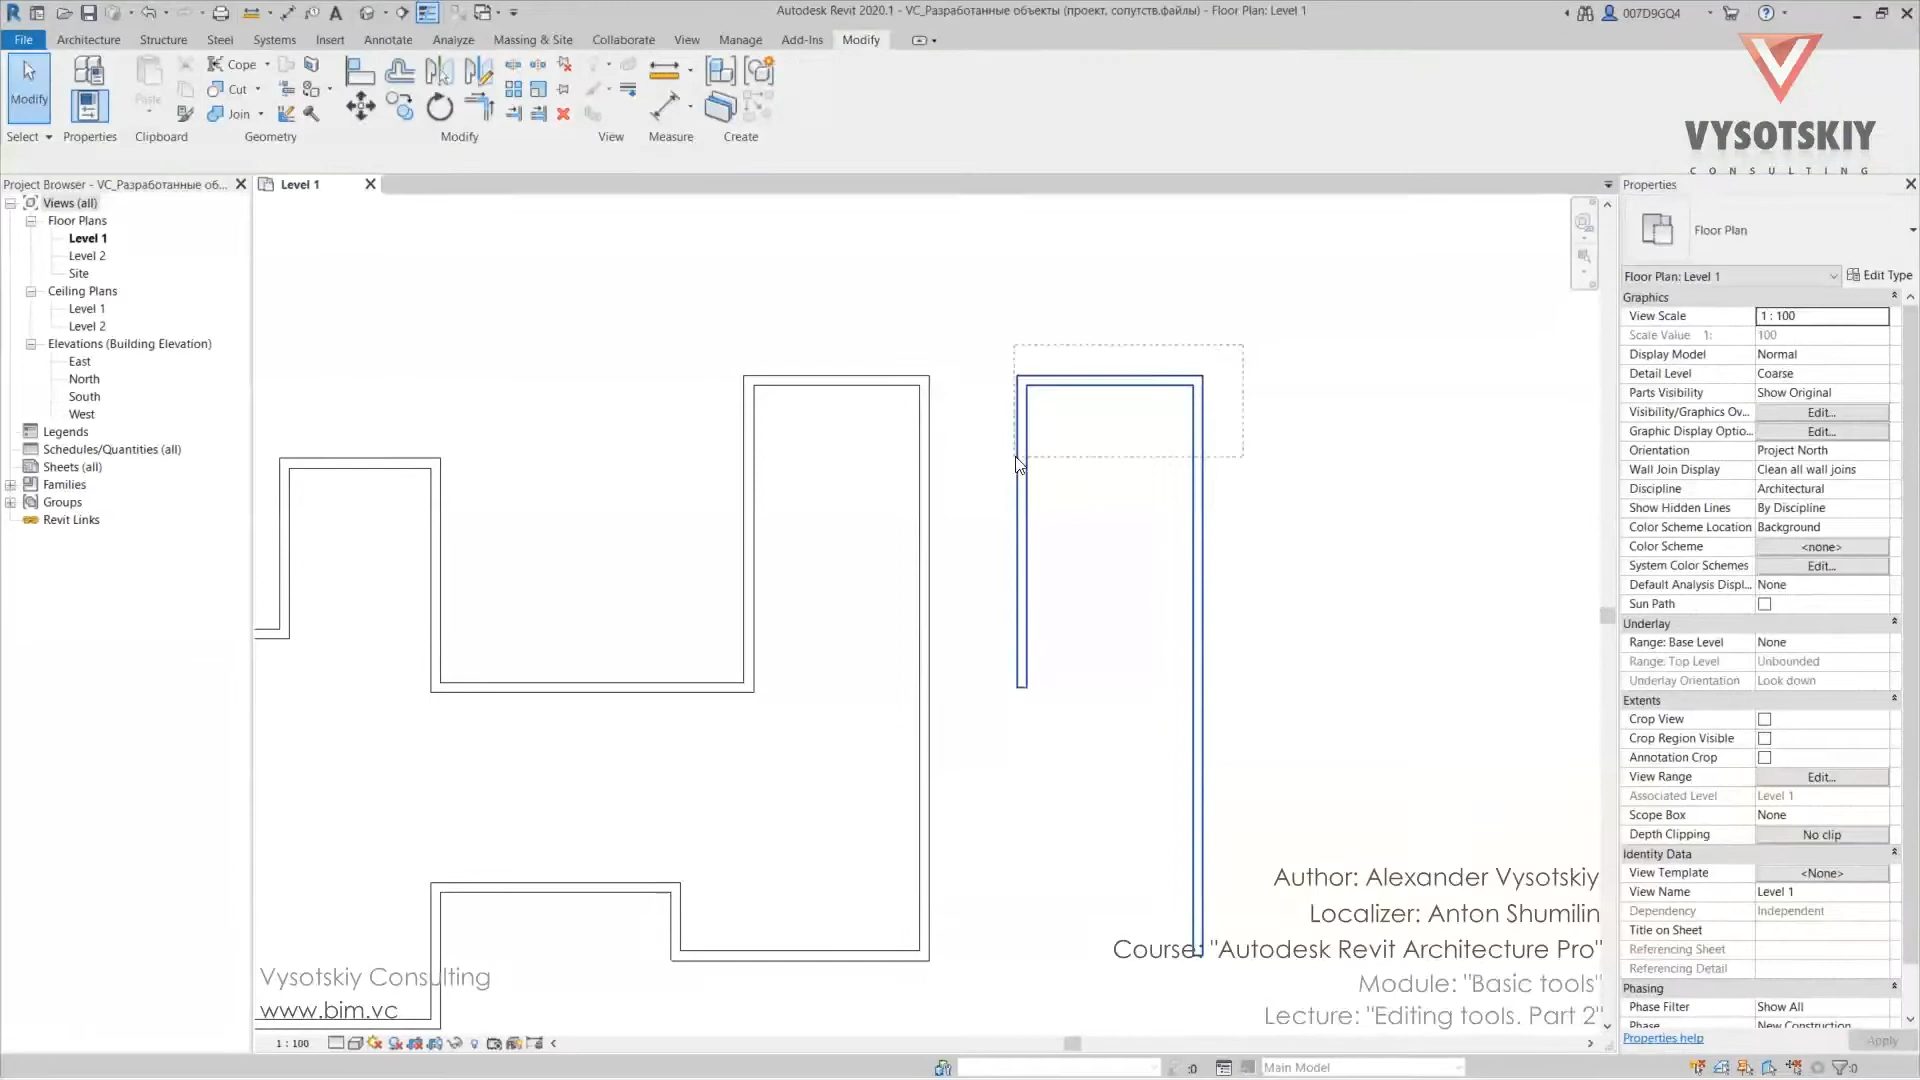 Autodesk Revit 2020.1 - VC_Разработанные объекты (проект, сопутств.файлы) - Floor Plan: Level 1
007D9GQ4
File
Architecture
Structure
Steel
Systems
Insert
Annotate
Analyze
Massing & Site
Collaborate
View
Manage
Add-Ins
Modify
Modify
Paste
Cope
Cut
Join
Select
Properties
Clipboard
Geometry
Modify
View
Measure
Create
VYSOTSKIY
CONSULTING
Project Browser - VC_Разработанные об...
Level 1
Views (all)
Floor Plans
Level 1
Level 2
Site
Ceiling Plans
Level 1
Level 2
Elevations (Building Elevation)
East
North
South
West
Legends
Schedules/Quantities (all)
Sheets (all)
Families
Groups
Revit Links
Properties
Floor Plan
Floor Plan: Level 1
Edit Type
Graphics
View Scale 1 : 100
Scale Value 1: 100
Display Model Normal
Detail Level Coarse
Parts Visibility Show Original
Visibility/Graphics Ov... Edit...
Graphic Display Optio... Edit...
Orientation Project North
Wall Join Display Clean all wall joins
Discipline Architectural
Show Hidden Lines By Discipline
Color Scheme Location Background
Color Scheme <none>
System Color Schemes Edit...
Default Analysis Displ... None
Sun Path
Underlay
Range: Base Level None
Range: Top Level Unbounded
Underlay Orientation Look down
Extents
Crop View
Crop Region Visible
Annotation Crop
View Range Edit...
Associated Level Level 1
Scope Box None
Depth Clipping No clip
Identity Data
View Template <None>
View Name Level 1
Dependency Independent
Title on Sheet
Referencing Sheet
Referencing Detail
Phasing
Phase Filter Show All
Phase New Construction
Properties help
Apply
Author: Alexander Vysotskiy
Localizer: Anton Shumilin
Course: "Autodesk Revit Architecture Pro"
Module: "Basic tools"
Lecture: "Editing tools. Part 2"
Vysotskiy Consulting
www.bim.vc
1 : 100
:0
Main Model
:0